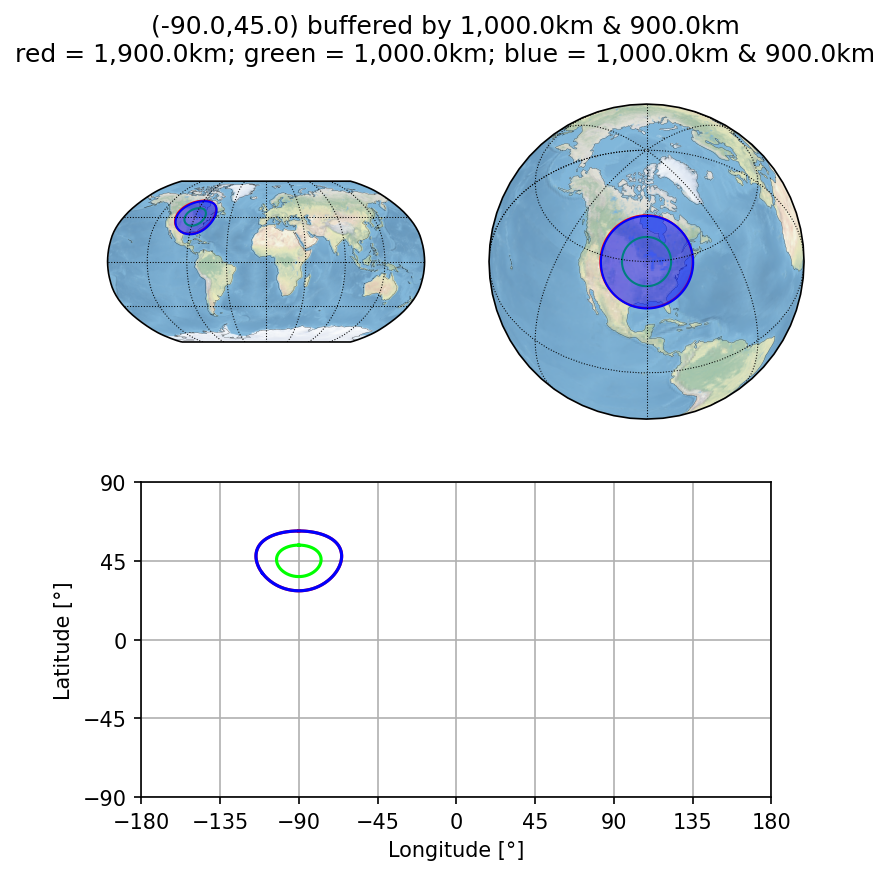 (-90.0,45.0) buffered by 1,000.0km & 900.0km
red = 1,900.0km; green = 1,000.0km; blue = 1,000.0km & 900.0km
90
45
0
−45
−90
Latitude [°]
−180 −135 −90 −45 0 45 90 135 180
Longitude [°]